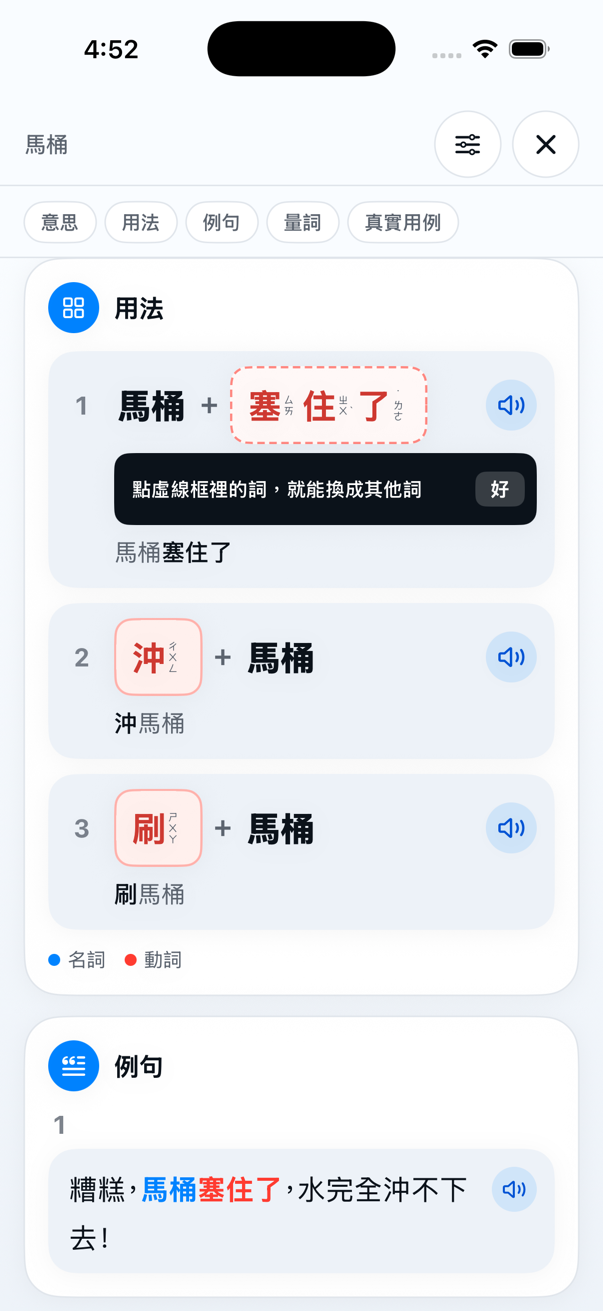 4:52
馬桶
意思 用法 例句 量詞 真實用例
用法
1 馬桶 + 塞ㄙㄞ住ㄓㄨˋ了˙ㄌㄜ
點虛線框裡的詞，就能換成其他詞 好
馬桶塞住了
2 沖ㄔㄨㄥ + 馬桶
沖馬桶
3 刷ㄕㄨㄚ + 馬桶
刷馬桶
名詞 動詞
例句
1
糟糕，馬桶塞住了，水完全沖不下
去！